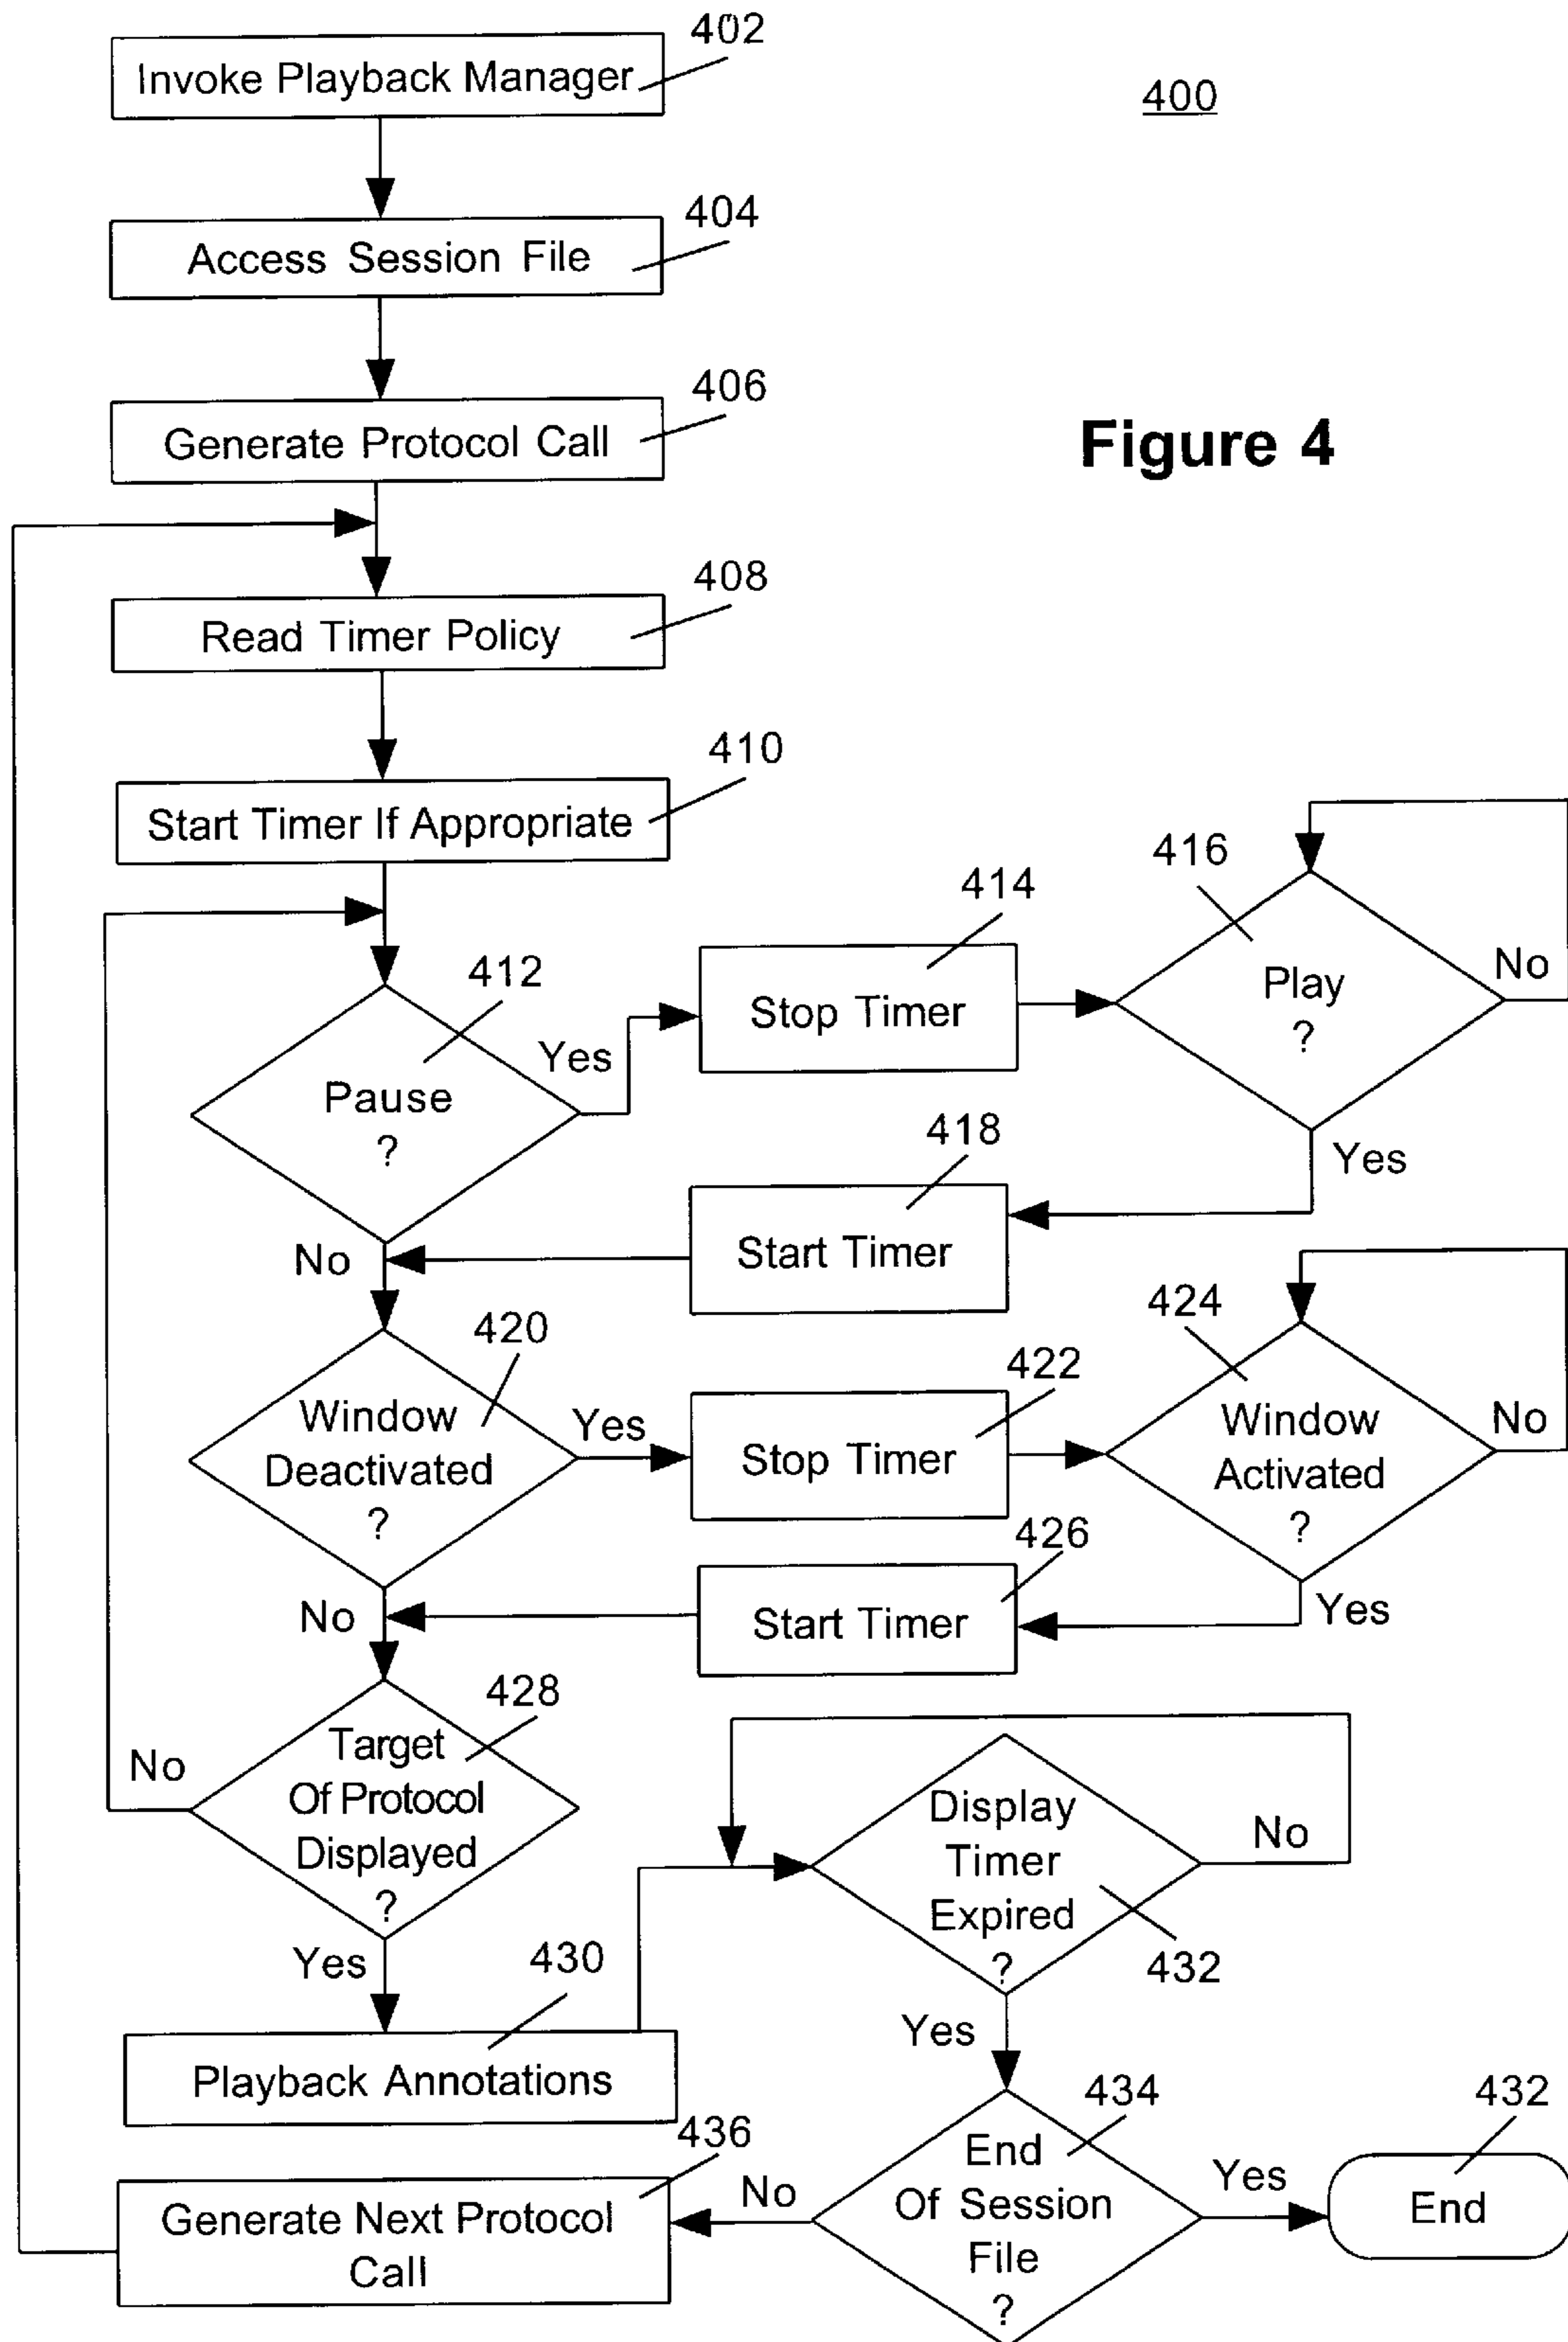 402
Invoke Playback Manager
400
404
Access Session File
406
Generate Protocol Call
Figure 4
408
Read Timer Policy
410
Start Timer If Appropriate
416
414
412
Stop Timer
Play
?
No
Yes
Pause
?
418
Yes
Start Timer
No
424
420
422
Window
Deactivated
?
Yes
Stop Timer
Window
Activated
?
No
426
Start Timer
Yes
No
428
Target
Of Protocol
Displayed
?
No
Display
Timer
Expired
?
No
432
Yes
430
Yes
Playback Annotations
434
432
436
End
Of Session
File
?
Yes
End
No
Generate Next Protocol
Call